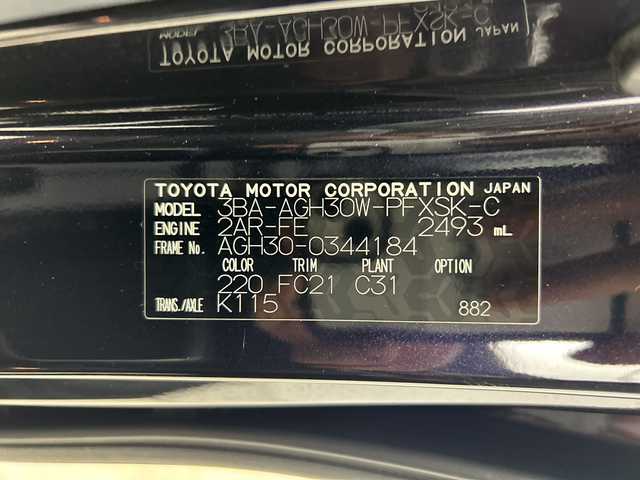 TOYOTA MOTOR CORPORATION JAPAN
MODEL 3BA-AGH30W-PFXSK-C
ENGINE 2AR-FE 2493 mL
FRAME No. AGH30-0344184
COLOR TRIM PLANT OPTION
220 FC21 C31
TRANS./AXLE K115 882